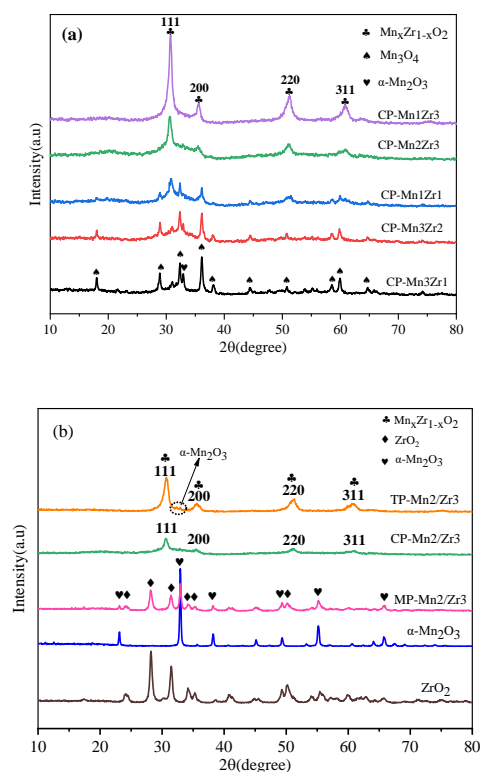 (a)
111
♣ MnₓZr₁₋ₓO₂
♠ Mn₃O₄
♥ α-Mn₂O₃
200
220
311
CP-Mn1Zr3
CP-Mn2Zr3
CP-Mn1Zr1
CP-Mn3Zr2
CP-Mn3Zr1
Intensity(a.u)
10 20 30 40 50 60 70 80
2θ(degree)
(b)
♣ MnₓZr₁₋ₓO₂
♦ ZrO₂
♥ α-Mn₂O₃
α-Mn₂O₃
111
200
220
311
TP-Mn2/Zr3
111
200
220
311
CP-Mn2/Zr3
MP-Mn2/Zr3
α-Mn₂O₃
ZrO₂
Intensity(a.u)
10 20 30 40 50 60 70 80
2θ(degree)